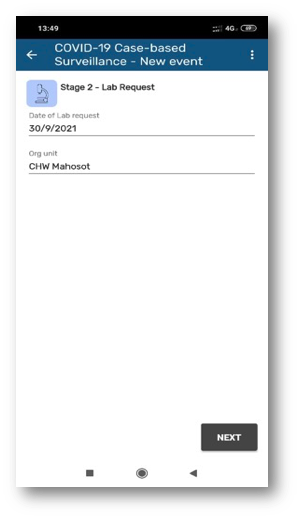 13:49
4G
69
COVID-19 Case-based
Surveillance - New event
Stage 2 - Lab Request
Date of Lab request
30/9/2021
Org unit
CHW Mahosot
NEXT